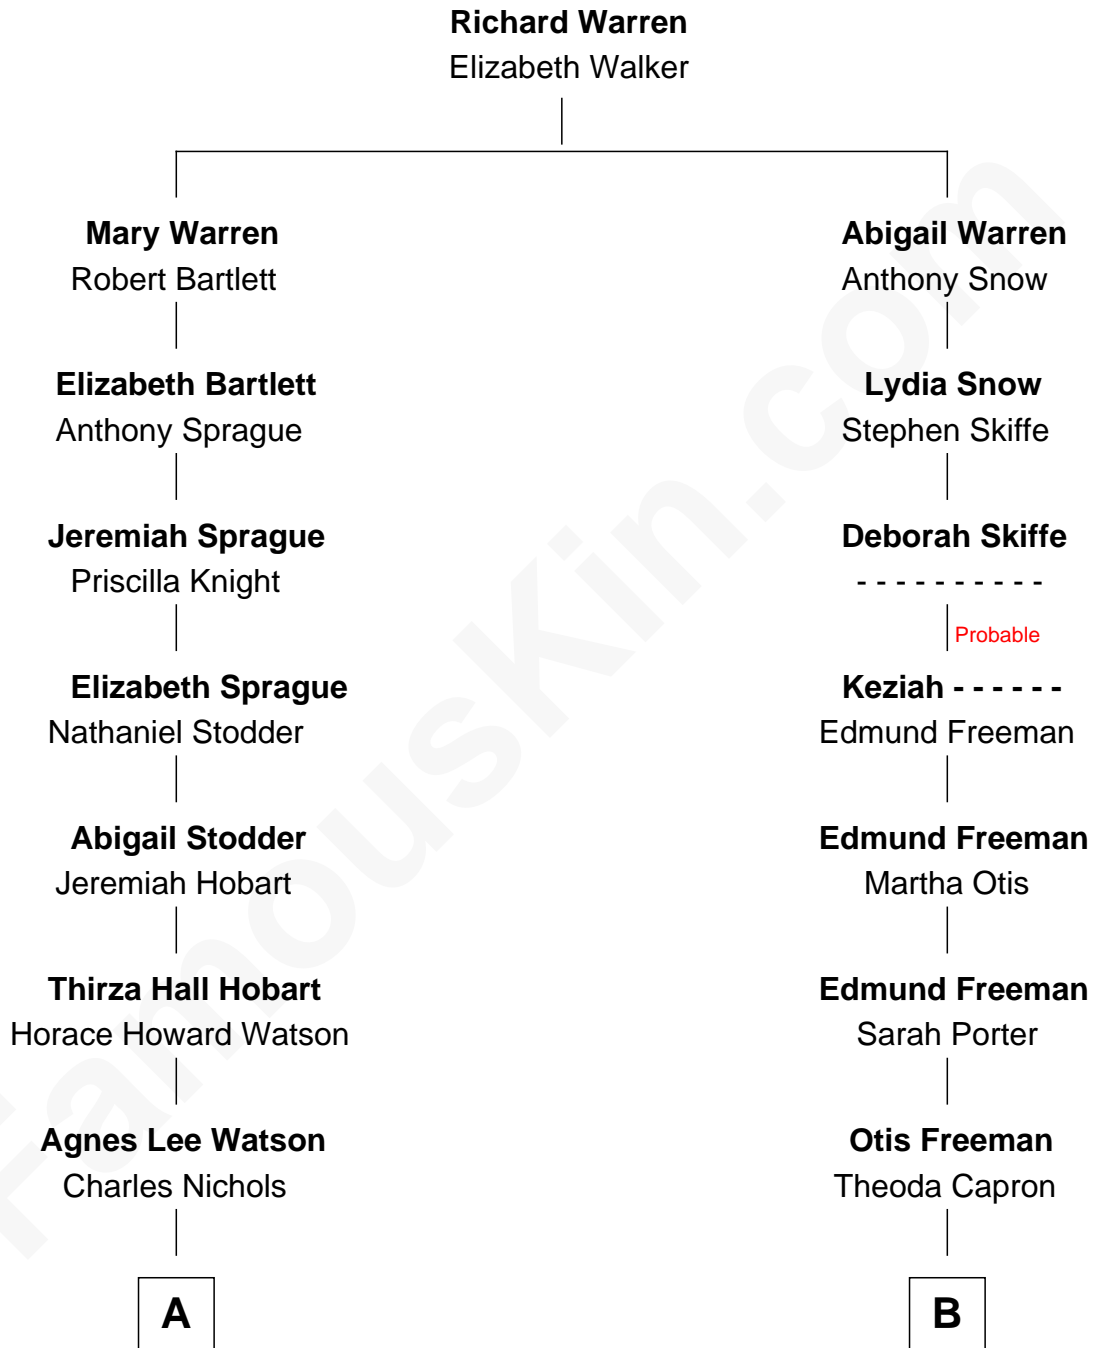 Richard Warren
Elizabeth Walker
Mary Warren
Robert Bartlett
Abigail Warren
Anthony Snow
Elizabeth Bartlett
Anthony Sprague
Lydia Snow
Stephen Skiffe
Jeremiah Sprague
Priscilla Knight
Deborah Skiffe
- - - - - - - - - -
Probable
Elizabeth Sprague
Nathaniel Stodder
Keziah - - - - - -
Edmund Freeman
Abigail Stodder
Jeremiah Hobart
Edmund Freeman
Martha Otis
Thirza Hall Hobart
Horace Howard Watson
Edmund Freeman
Sarah Porter
Agnes Lee Watson
Charles Nichols
Otis Freeman
Theoda Capron
A
B
FamousKin.com